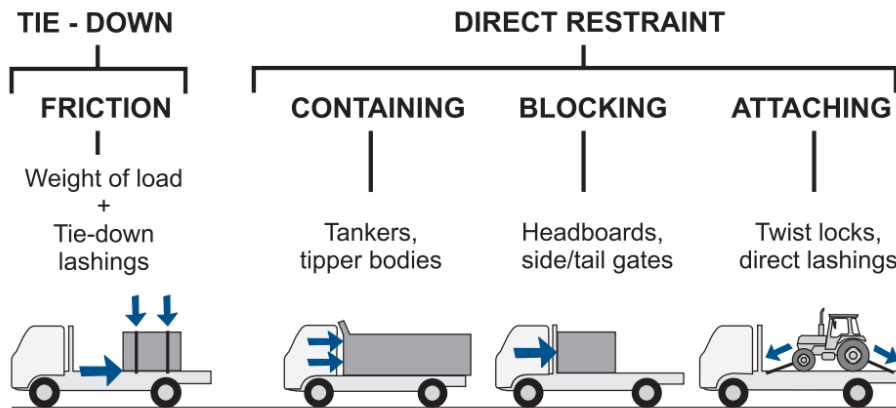 TIE - DOWN
DIRECT RESTRAINT
FRICTION
CONTAINING
BLOCKING
ATTACHING
Weight of load
+
Tie-down
lashings
Tankers,
tipper bodies
Headboards,
side/tail gates
Twist locks,
direct lashings